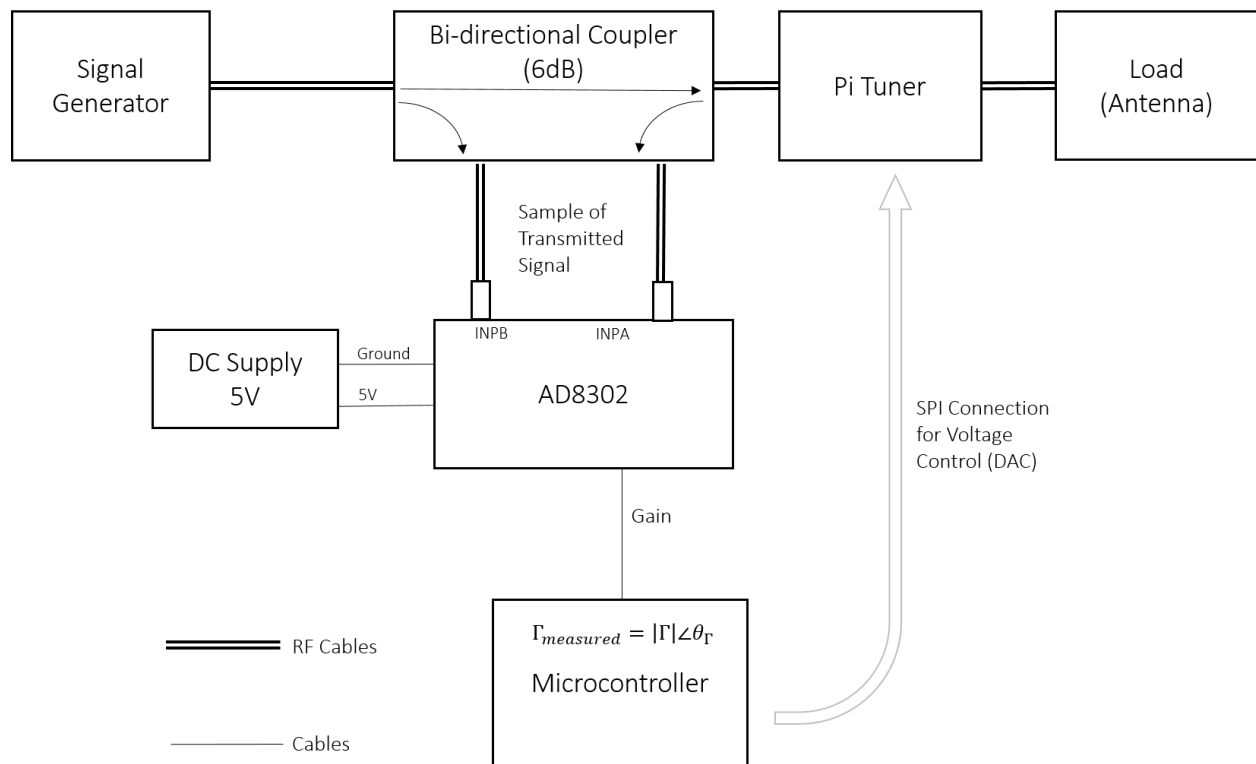 Signal
Generator
Bi-directional Coupler
(6dB)
Pi Tuner
Load
(Antenna)
Sample of
Transmitted
Signal
INPB
INPA
DC Supply
5V
Ground
5V
AD8302
SPI Connection
for Voltage
Control (DAC)
Gain
Γmeasured = |Γ|∠θΓ
Microcontroller
RF Cables
Cables